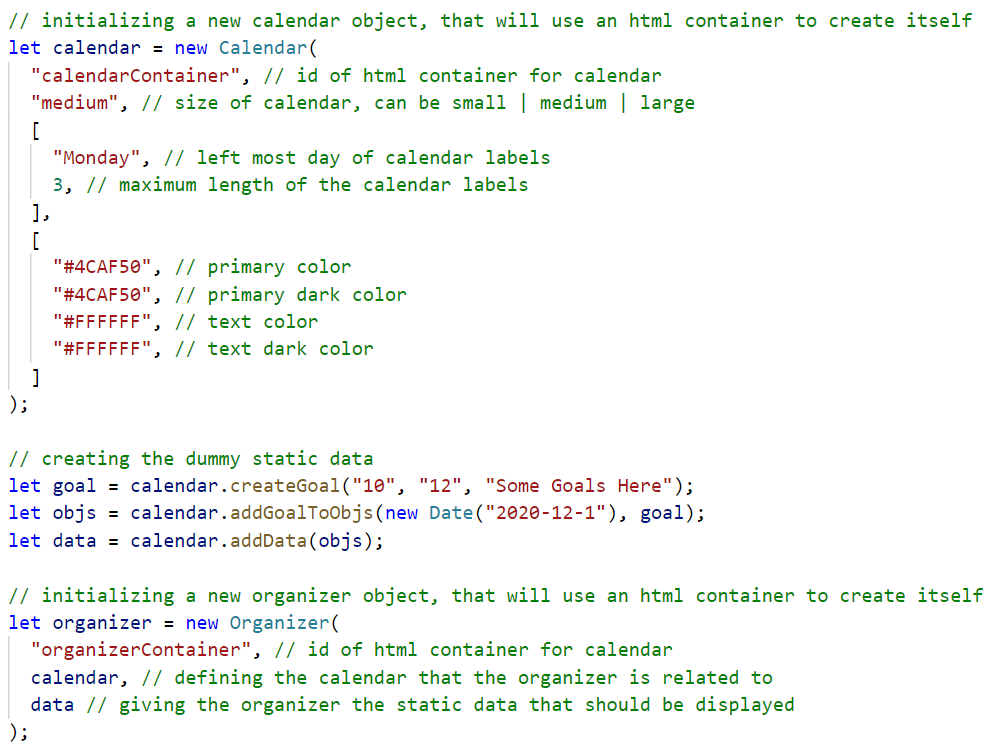 // initializing a new calendar object, that will use an html container to create itself
let calendar = new Calendar(
"calendarContainer", // id of html container for calendar
"medium", // size of calendar, can be small | medium | large
[
"Monday", // left most day of calendar labels
3, // maximum length of the calendar labels
],
[
"#4CAF50", // primary color
"#4CAF50", // primary dark color
"#FFFFFF", // text color
"#FFFFFF", // text dark color
]
);
// creating the dummy static data
let goal = calendar.createGoal("10", "12", "Some Goals Here");
let objs = calendar.addGoalToObjs(new Date("2020-12-1"), goal);
let data = calendar.addData(objs);
// initializing a new organizer object, that will use an html container to create itself
let organizer = new Organizer(
"organizerContainer", // id of html container for calendar
calendar, // defining the calendar that the organizer is related to
data // giving the organizer the static data that should be displayed
);